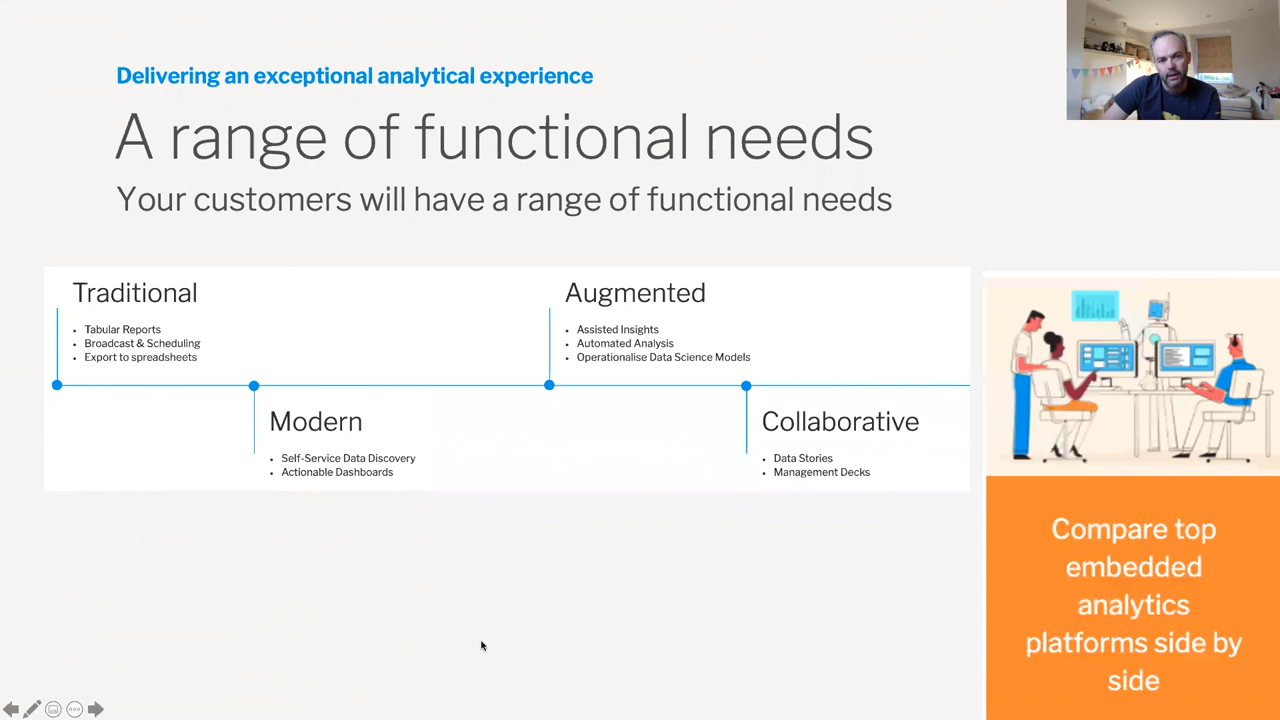 Delivering an exceptional analytical experience
A range of functional needs
Your customers will have a range of functional needs
Traditional
• Tabular Reports
• Broadcast & Scheduling
• Export to spreadsheets
Modern
• Self-Service Data Discovery
• Actionable Dashboards
Augmented
• Assisted Insights
• Automated Analysis
• Operationalise Data Science Models
Collaborative
• Data Stories
• Management Decks
Compare top
embedded
analytics
platforms side by
side